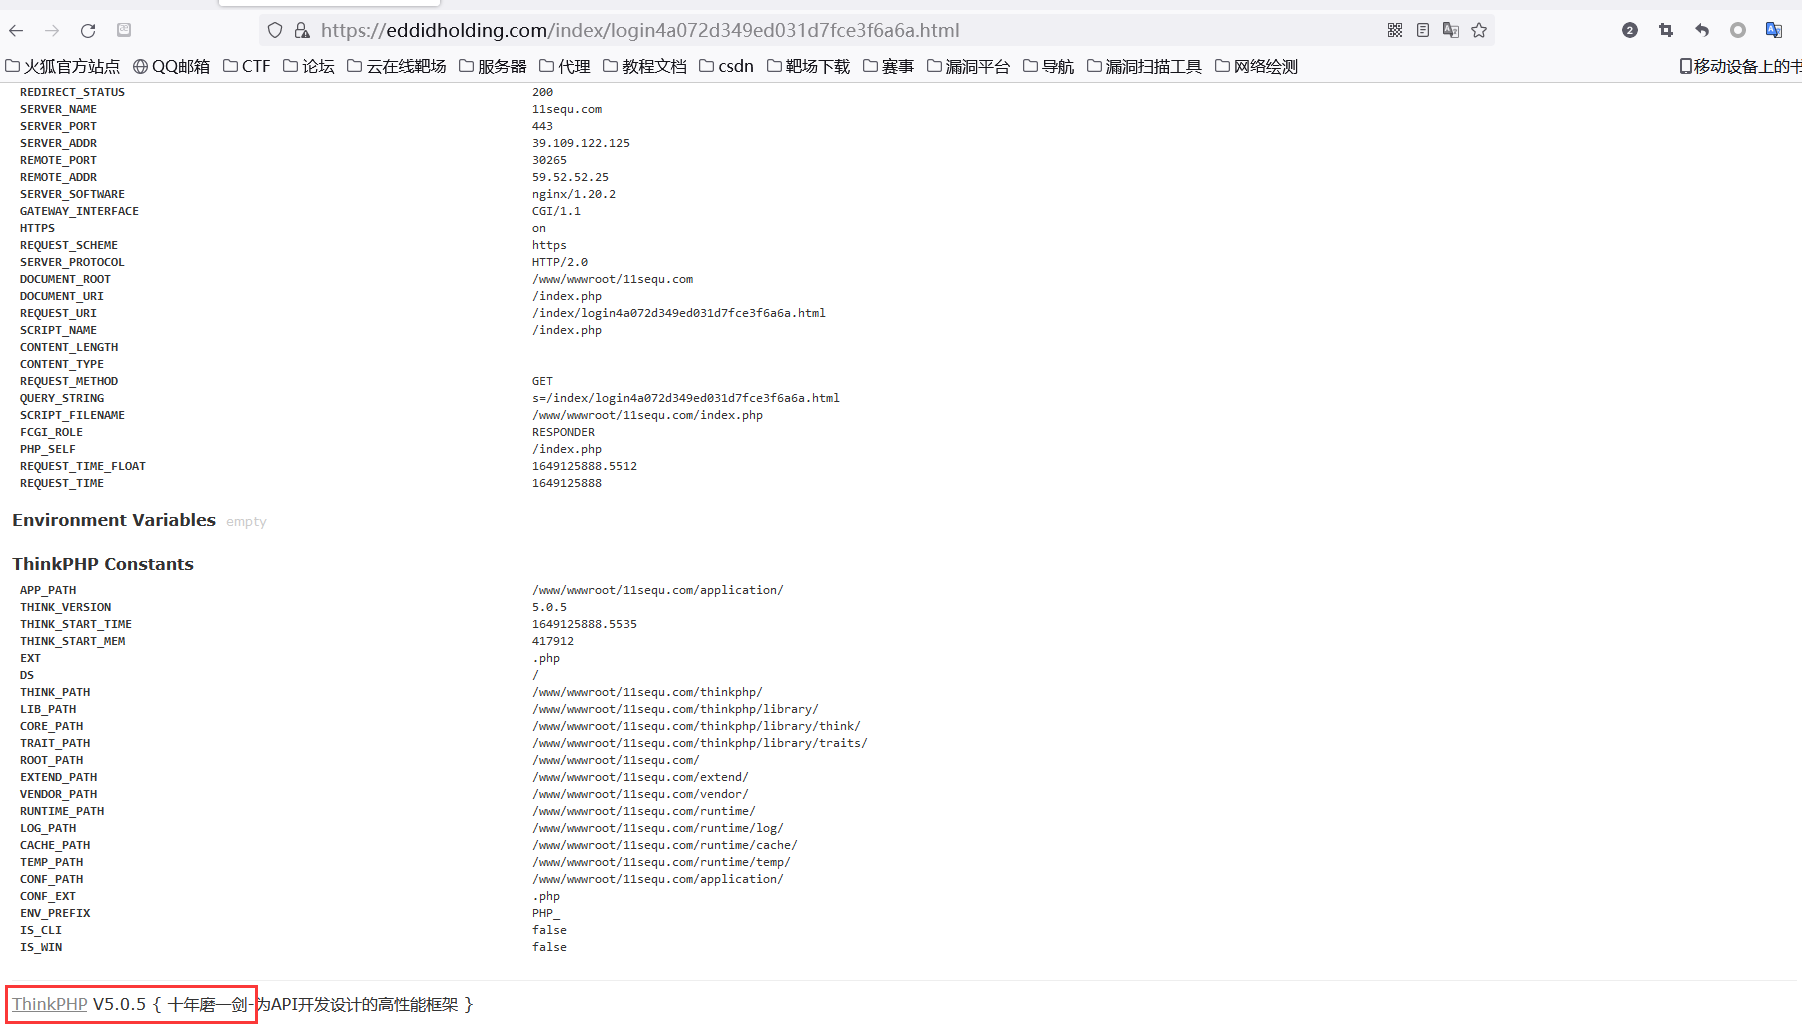 https://eddidholding.com/index/login4a072d349ed031d7fce3f6a6a.html
2
火狐官方站点 QQ邮箱 CTF 论坛 云在线靶场 服务器 代理 教程文档 csdn 靶场下载 赛事 漏洞平台 导航 漏洞扫描工具 网络绘测 移动设备上的书
REDIRECT_STATUS 200
SERVER_NAME 11sequ.com
SERVER_PORT 443
SERVER_ADDR 39.109.122.125
REMOTE_PORT 30265
REMOTE_ADDR 59.52.52.25
SERVER_SOFTWARE nginx/1.20.2
GATEWAY_INTERFACE CGI/1.1
HTTPS on
REQUEST_SCHEME https
SERVER_PROTOCOL HTTP/2.0
DOCUMENT_ROOT /www/wwwroot/11sequ.com
DOCUMENT_URI /index.php
REQUEST_URI /index/login4a072d349ed031d7fce3f6a6a.html
SCRIPT_NAME /index.php
CONTENT_LENGTH
CONTENT_TYPE
REQUEST_METHOD GET
QUERY_STRING s=/index/login4a072d349ed031d7fce3f6a6a.html
SCRIPT_FILENAME /www/wwwroot/11sequ.com/index.php
FCGI_ROLE RESPONDER
PHP_SELF /index.php
REQUEST_TIME_FLOAT 1649125888.5512
REQUEST_TIME 1649125888
Environment Variables empty
ThinkPHP Constants
APP_PATH /www/wwwroot/11sequ.com/application/
THINK_VERSION 5.0.5
THINK_START_TIME 1649125888.5535
THINK_START_MEM 417912
EXT .php
DS /
THINK_PATH /www/wwwroot/11sequ.com/thinkphp/
LIB_PATH /www/wwwroot/11sequ.com/thinkphp/library/
CORE_PATH /www/wwwroot/11sequ.com/thinkphp/library/think/
TRAIT_PATH /www/wwwroot/11sequ.com/thinkphp/library/traits/
ROOT_PATH /www/wwwroot/11sequ.com/
EXTEND_PATH /www/wwwroot/11sequ.com/extend/
VENDOR_PATH /www/wwwroot/11sequ.com/vendor/
RUNTIME_PATH /www/wwwroot/11sequ.com/runtime/
LOG_PATH /www/wwwroot/11sequ.com/runtime/log/
CACHE_PATH /www/wwwroot/11sequ.com/runtime/cache/
TEMP_PATH /www/wwwroot/11sequ.com/runtime/temp/
CONF_PATH /www/wwwroot/11sequ.com/application/
CONF_EXT .php
ENV_PREFIX PHP_
IS_CLI false
IS_WIN false
ThinkPHP V5.0.5 { 十年磨一剑-为API开发设计的高性能框架 }